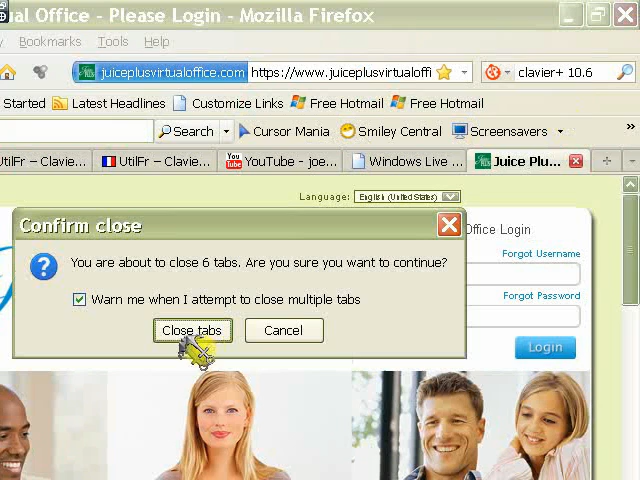 ual Office - Please Login - Mozilla Firefox
Bookmarks Tools Help
juiceplusvirtualoffice.com https://www.juiceplusvirtualoffi clavier+ 10.6
Started Latest Headlines Customize Links Free Hotmail Free Hotmail
Search Cursor Mania Smiley Central Screensavers »
UtilFr – Clavie... UtilFr – Clavie... YouTube - joe... Windows Live ... Juice Plu...
Language: English (United States)
Confirm close
Office Login
You are about to close 6 tabs. Are you sure you want to continue?
Forgot Username
Warn me when I attempt to close multiple tabs
Forgot Password
Close tabs Cancel
Login